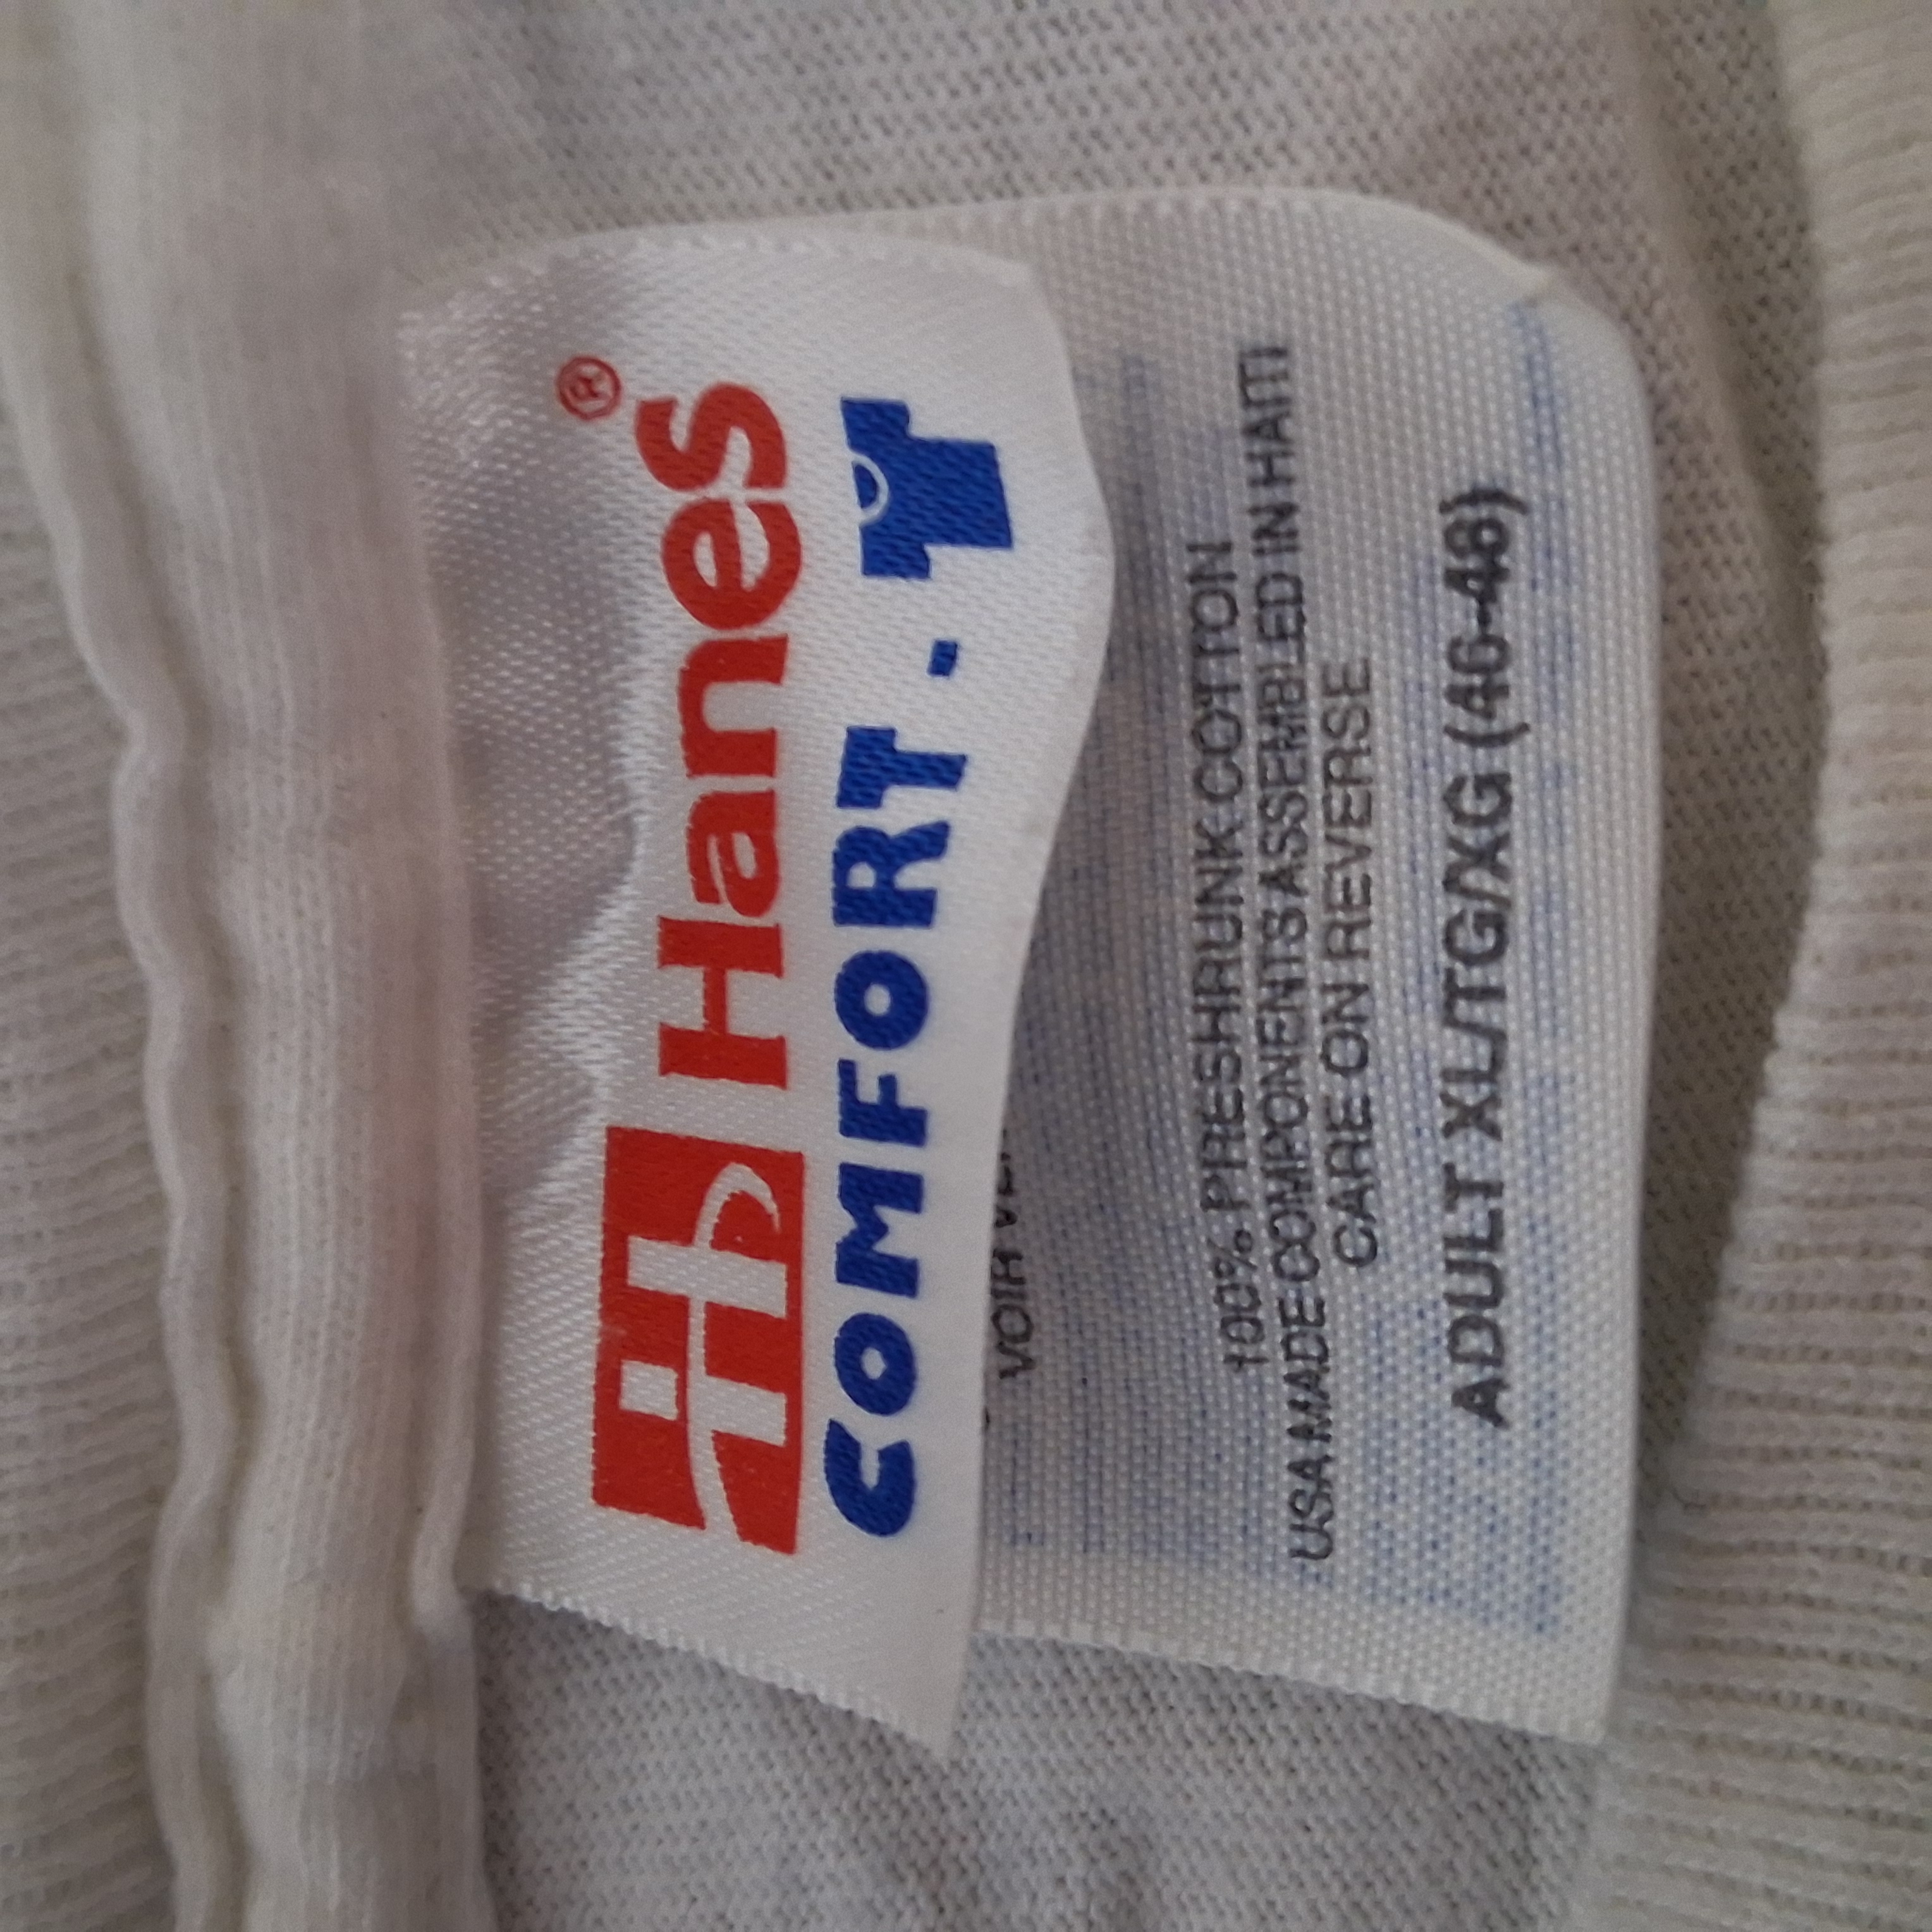 Hanes®
COMFORT -
VOIR
100% PRESHRUNK COTTON
USA MADE COMPONENTS ASSEMBLED IN HAITI
CARE ON REVERSE
ADULT XL/TG/XG (46-48)